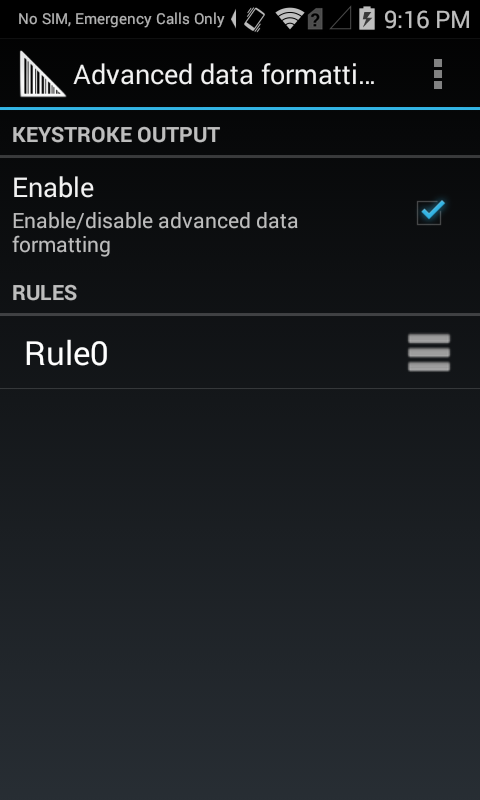 No SIM, Emergency Calls Only 9:16 PM
Advanced data formatti...
KEYSTROKE OUTPUT
Enable
Enable/disable advanced data
formatting
RULES
Rule0